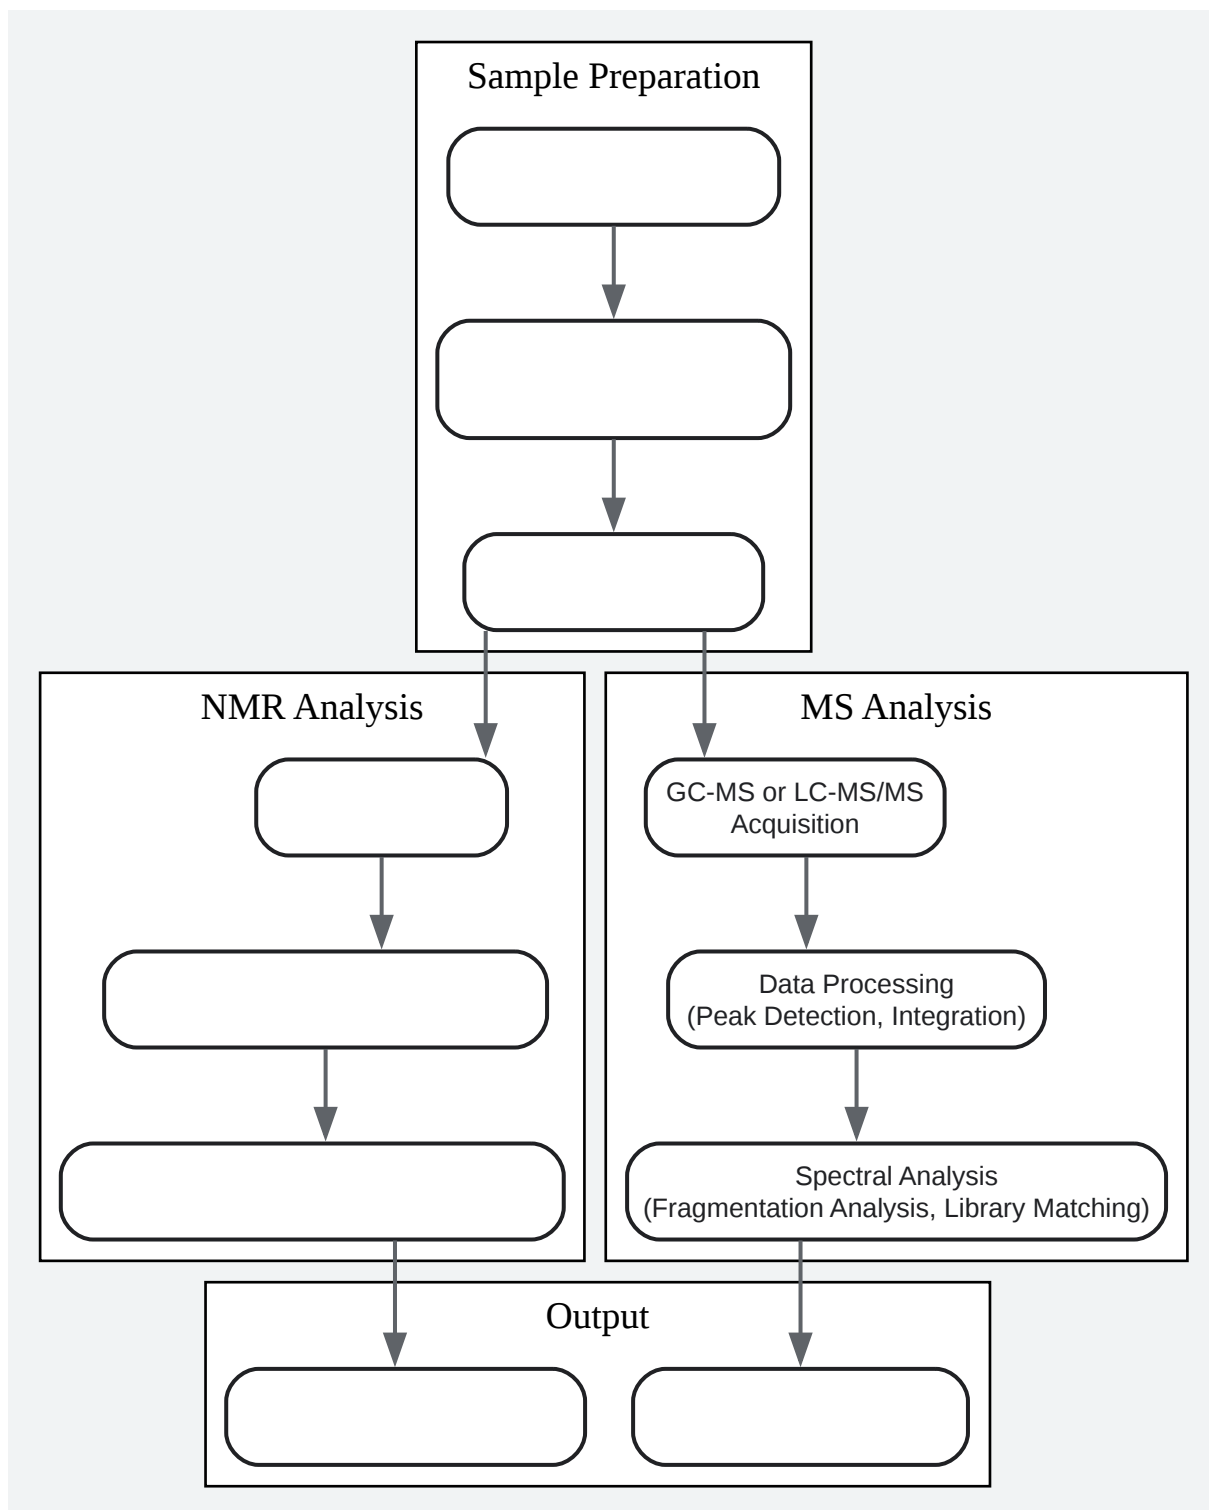 Sample Preparation
NMR Analysis
MS Analysis
GC-MS or LC-MS/MS
Acquisition
Data Processing
(Peak Detection, Integration)
Spectral Analysis
(Fragmentation Analysis, Library Matching)
Output